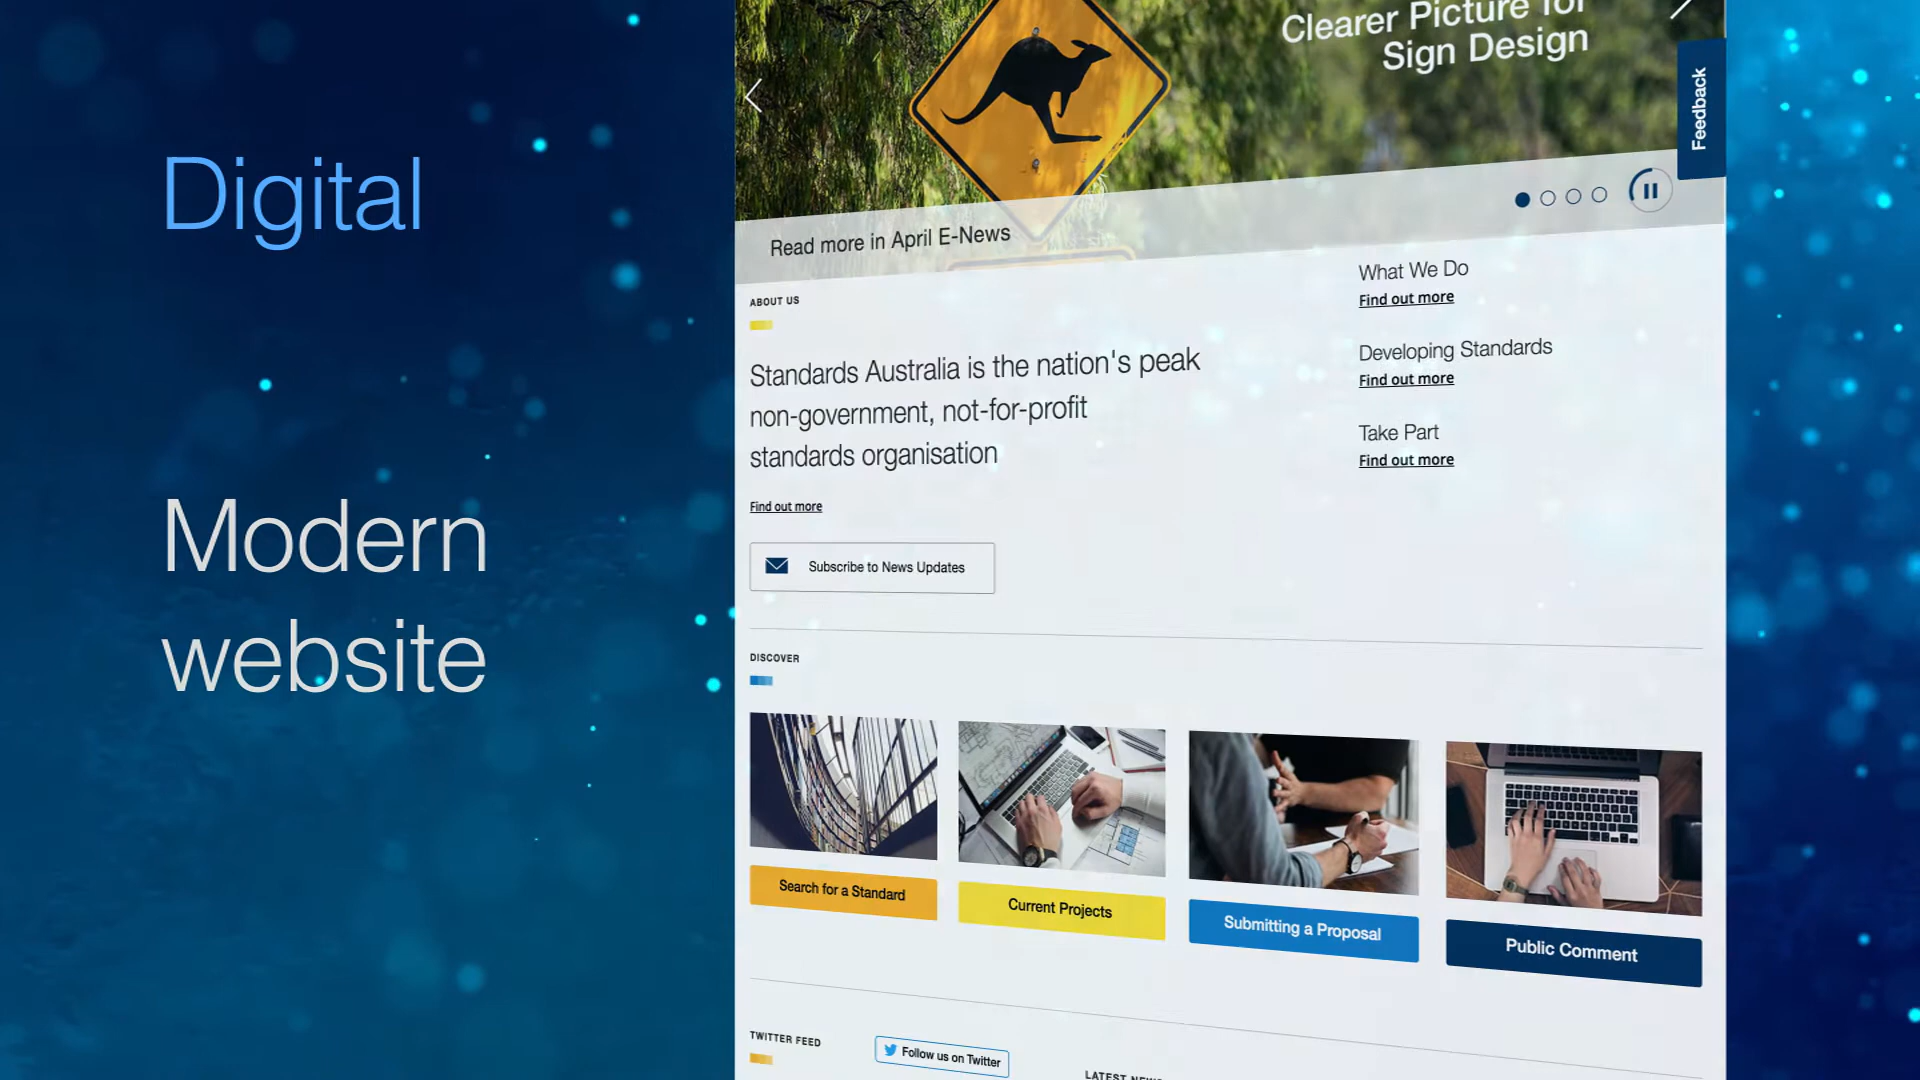 Digital
Modern
website
Clearer Picture for
Sign Design
Feedback
Read more in April E-News
ABOUT US
Standards Australia is the nation's peak
non-government, not-for-profit
standards organisation
Find out more
Subscribe to News Updates
What We Do
Find out more
Developing Standards
Find out more
Take Part
Find out more
DISCOVER
Search for a Standard
Current Projects
Submitting a Proposal
Public Comment
TWITTER FEED
Follow us on Twitter
LATEST NEWS